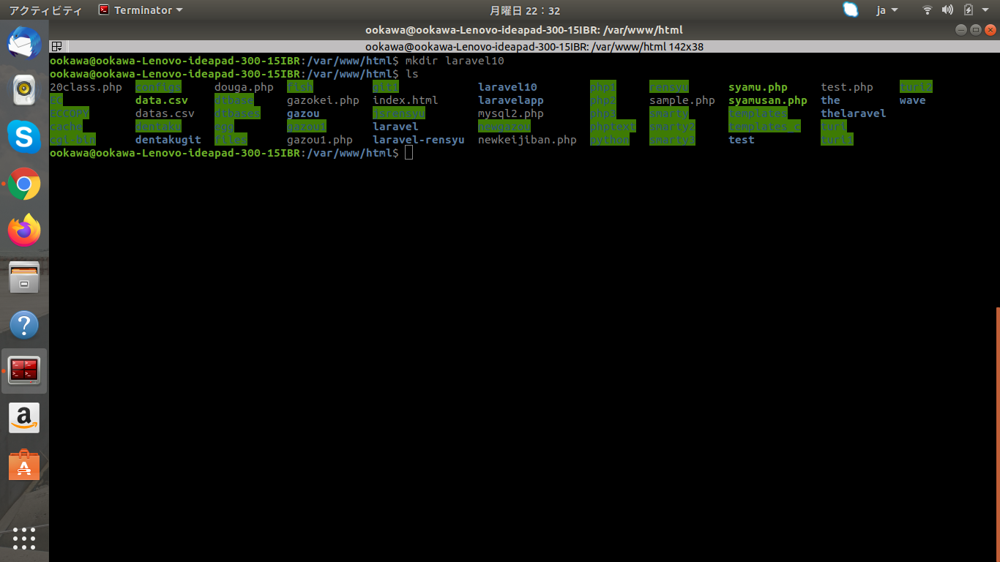 アクティビティ Terminator 月曜日 22：32 ja
ookawa@ookawa-Lenovo-ideapad-300-15IBR: /var/www/html
ookawa@ookawa-Lenovo-ideapad-300-15IBR: /var/www/html 142x38
ookawa@ookawa-Lenovo-ideapad-300-15IBR:/var/www/html$ mkdir laravel10
ookawa@ookawa-Lenovo-ideapad-300-15IBR:/var/www/html$ ls
20class.php configs douga.php fish git1 laravel10 php1 rensyu syamu.php test.php turi2
EC data.csv dtbase gazokei.php index.html laravelapp php2 sample.php syamusan.php the wave
ECCOPY datas.csv dtbases gazou jsrensyu mysql2.php php3 smarty templates thelaravel
cache dentaku egg gazou1 laravel newgazou phptext smarty2 templates_c turi
cgi-bin dentakugit files gazou1.php laravel-rensyu newkeijiban.php python smarty3 test turi1
ookawa@ookawa-Lenovo-ideapad-300-15IBR:/var/www/html$